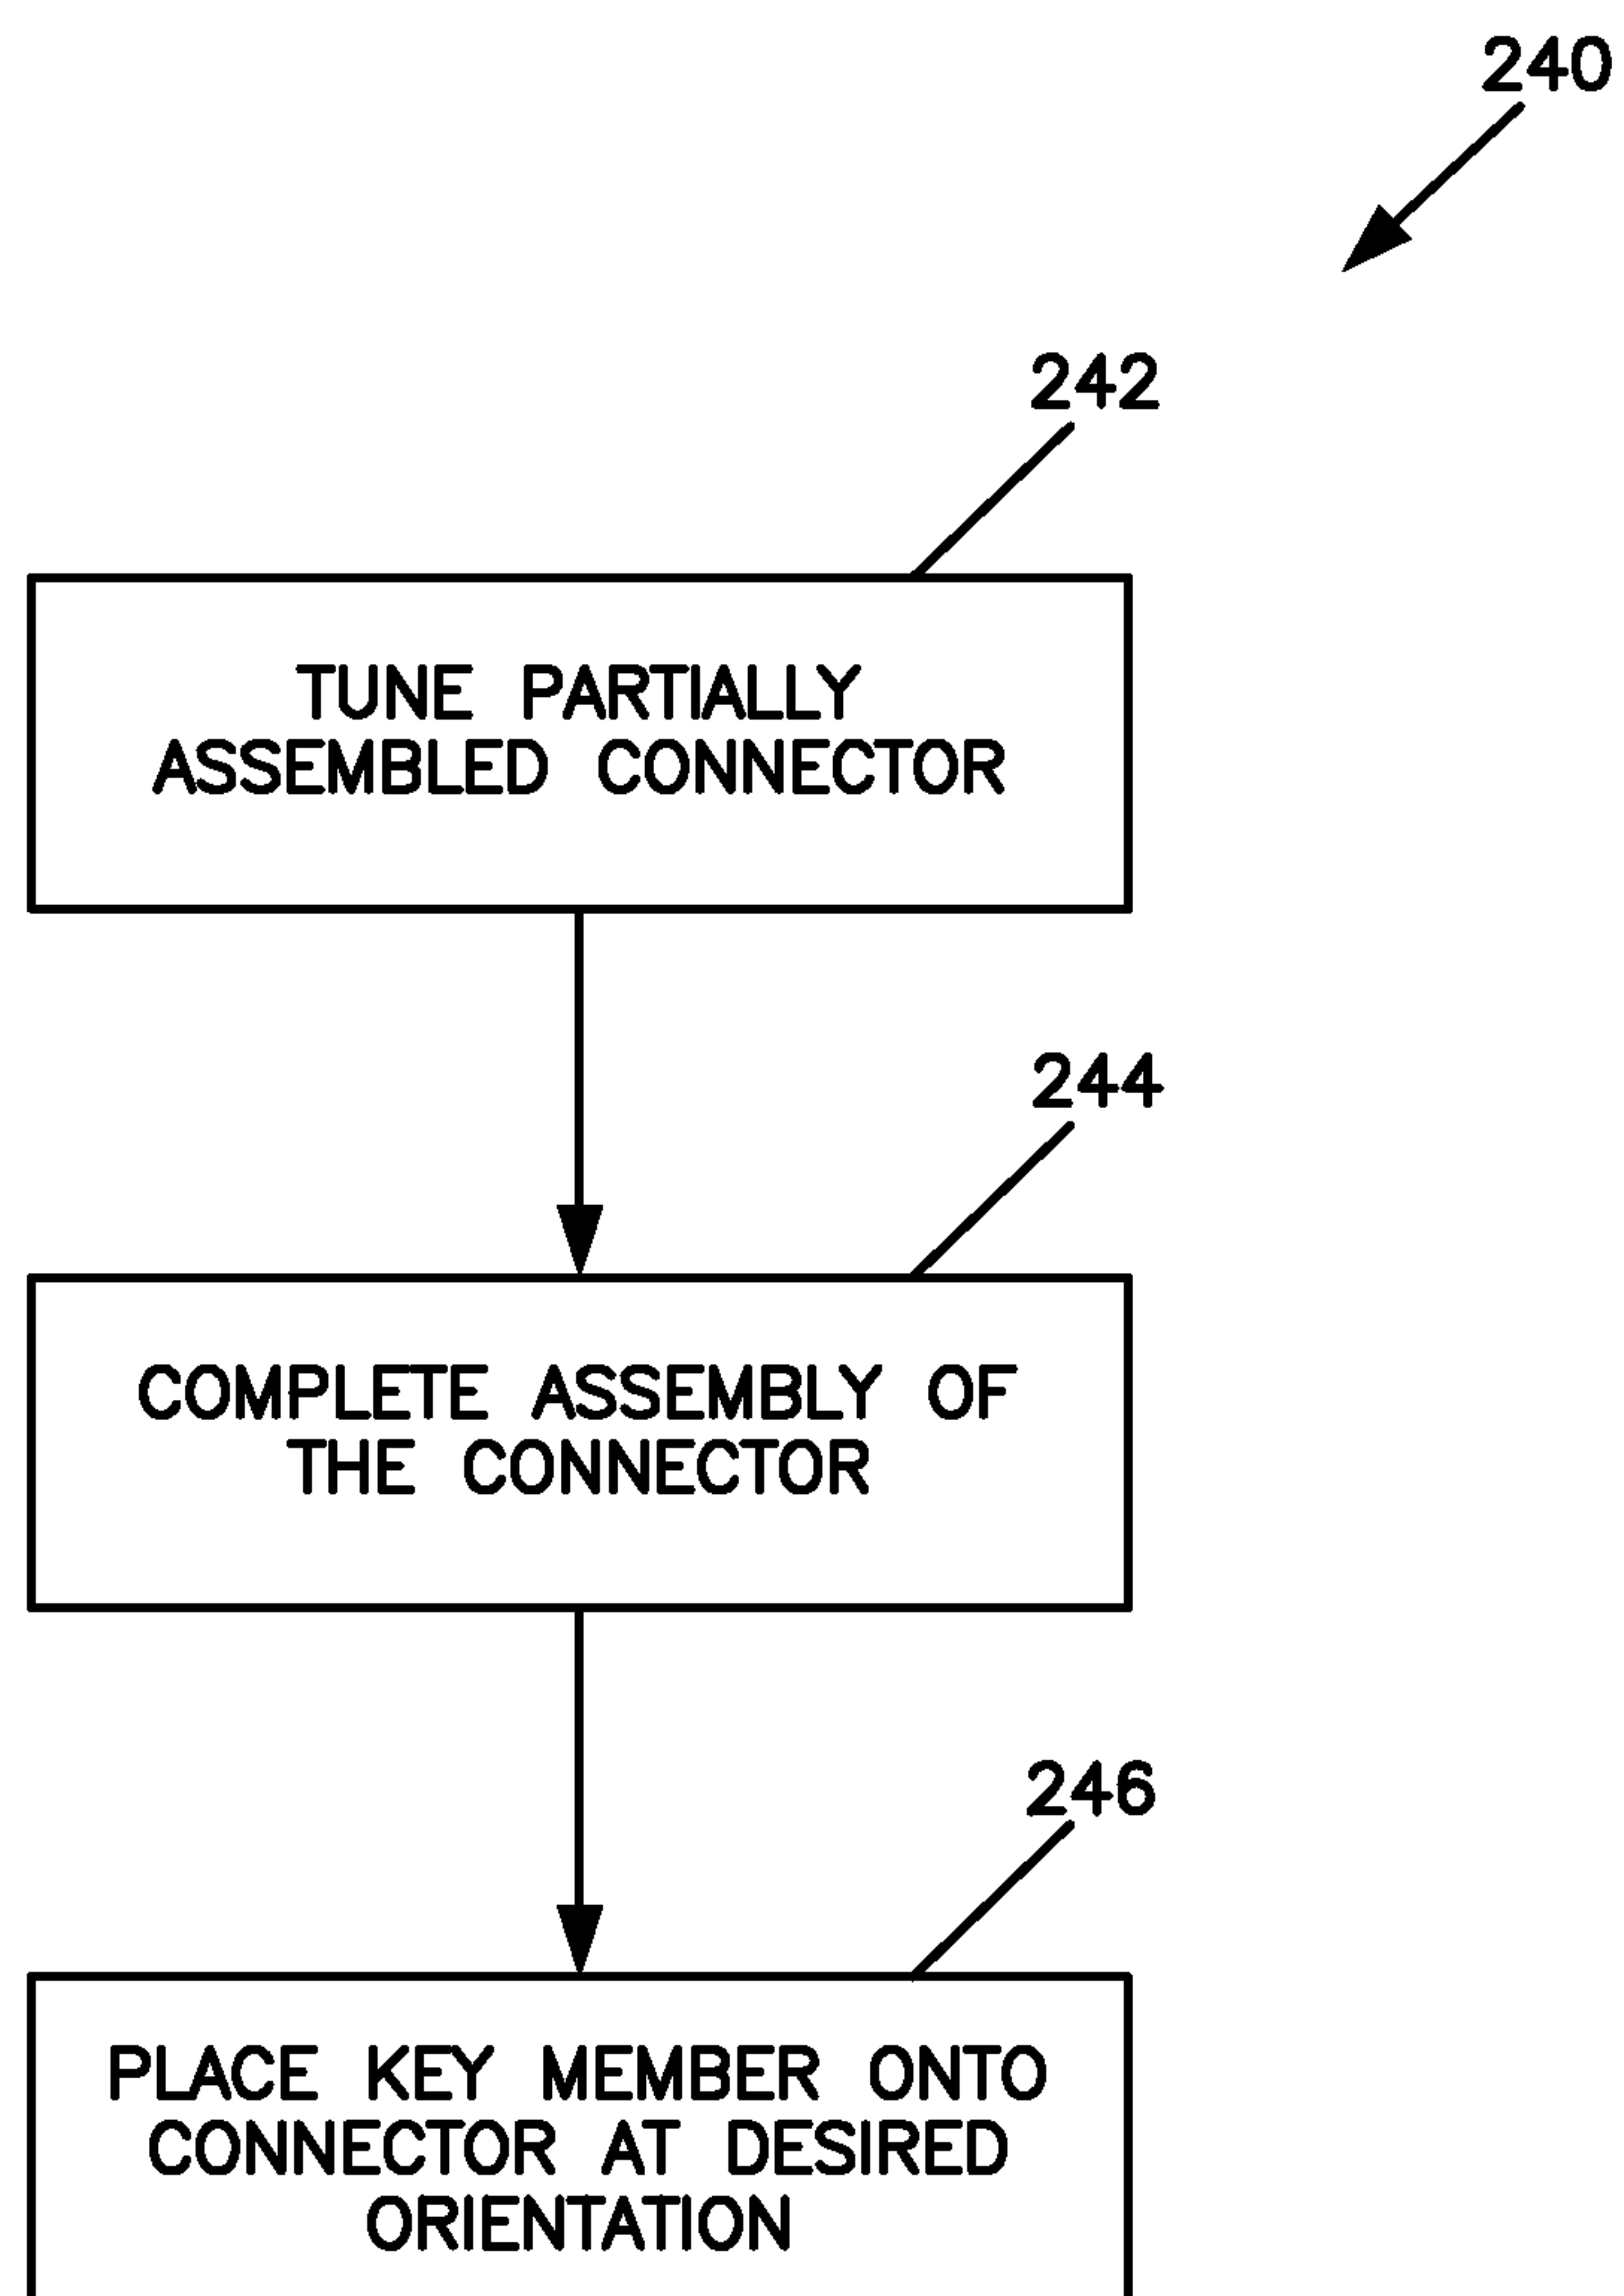 240
242
TUNE PARTIALLY
ASSEMBLED CONNECTOR
244
COMPLETE ASSEMBLY OF
THE CONNECTOR
246
PLACE KEY MEMBER ONTO
CONNECTOR AT DESIRED
ORIENTATION